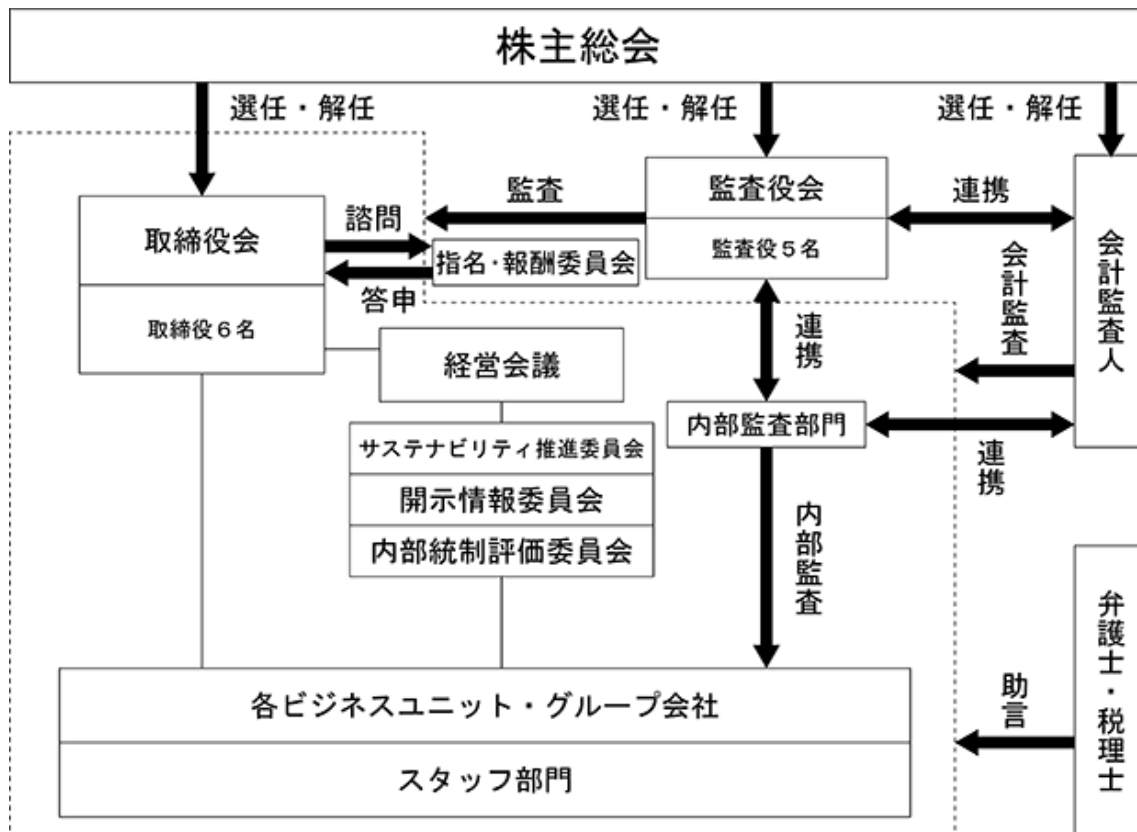 株主総会
選任・解任
選任・解任
選任・解任
取締役会
取締役6名
諮問
答申
指名・報酬委員会
監査
監査役会
監査役5名
連携
会計監査人
会計監査
連携
経営会議
サステナビリティ推進委員会
開示情報委員会
内部統制評価委員会
内部監査部門
連携
内部監査
弁護士・税理士
助言
各ビジネスユニット・グループ会社
スタッフ部門